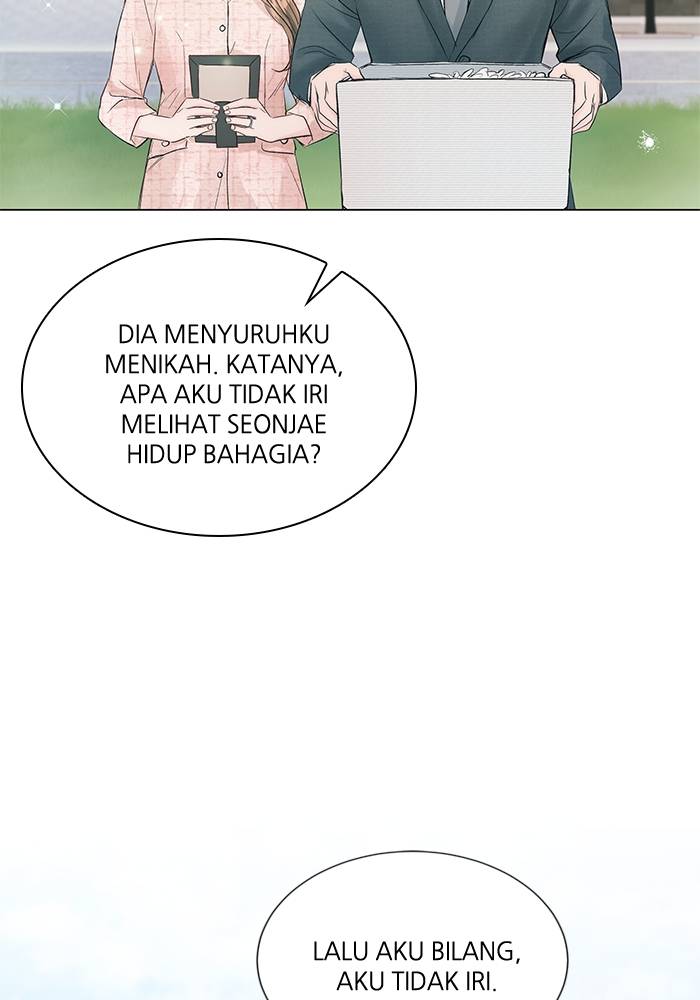 DIA MENYURUHKU
MENIKAH. KATANYA,
APA AKU TIDAK IRI
MELIHAT SEONJAE
HIDUP BAHAGIA?
LALU AKU BILANG,
AKU TIDAK IRI.